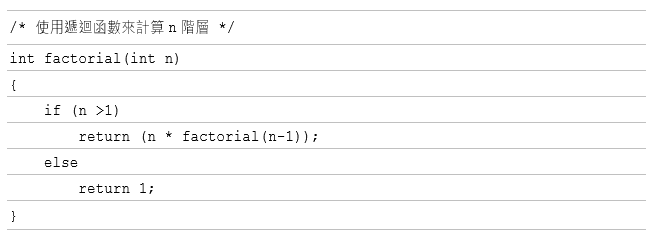 /* 使用遞迴函數來計算 n 階層 */
int factorial(int n)
{
    if (n >1)
        return (n * factorial(n-1));
    else
        return 1;
}